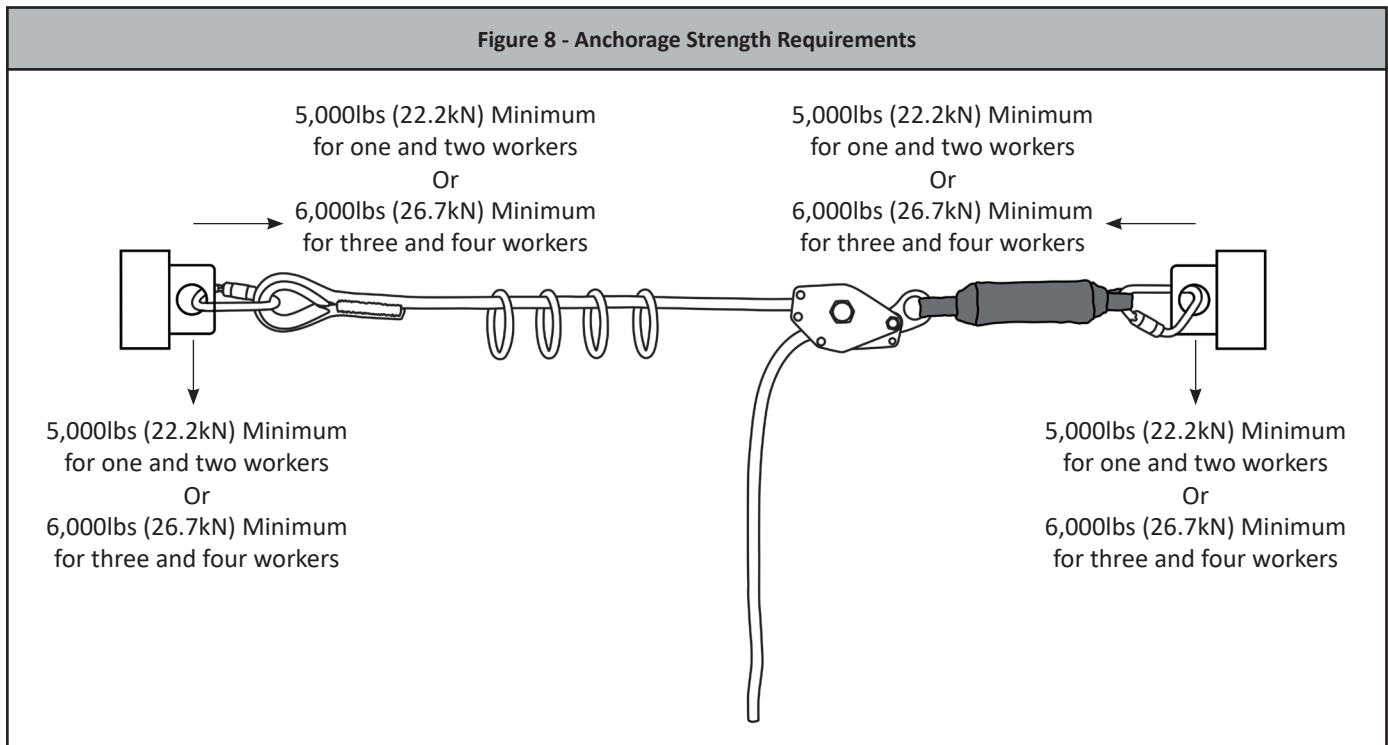 Figure 8 - Anchorage Strength Requirements
5,000lbs (22.2kN) Minimum
for one and two workers
Or
6,000lbs (26.7kN) Minimum
for three and four workers
5,000lbs (22.2kN) Minimum
for one and two workers
Or
6,000lbs (26.7kN) Minimum
for three and four workers
5,000lbs (22.2kN) Minimum
for one and two workers
Or
6,000lbs (26.7kN) Minimum
for three and four workers
5,000lbs (22.2kN) Minimum
for one and two workers
Or
6,000lbs (26.7kN) Minimum
for three and four workers